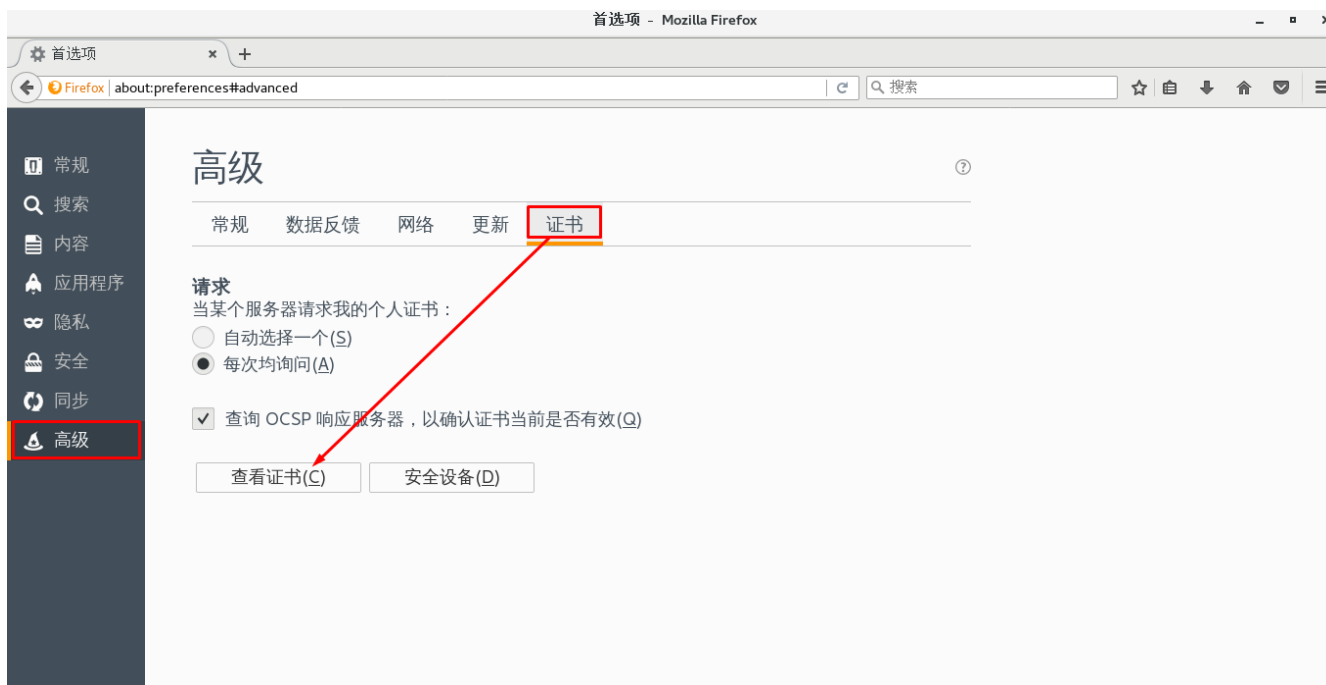 首选项 - Mozilla Firefox
首选项
Firefox about:preferences#advanced 搜索
常规
搜索
内容
应用程序
隐私
安全
同步
高级
高级
常规 数据反馈 网络 更新 证书
请求
当某个服务器请求我的个人证书：
自动选择一个(S)
每次均询问(A)
查询 OCSP 响应服务器，以确认证书当前是否有效(Q)
查看证书(C) 安全设备(D)